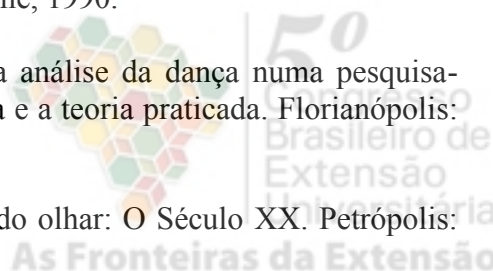 1990.
a análise da dança numa pesquisa-
a e a teoria praticada. Florianópolis:
do olhar: O Século XX. Petrópolis:
5º
Congresso
Brasileiro de
Extensão
Universitária
As Fronteiras da Extensão